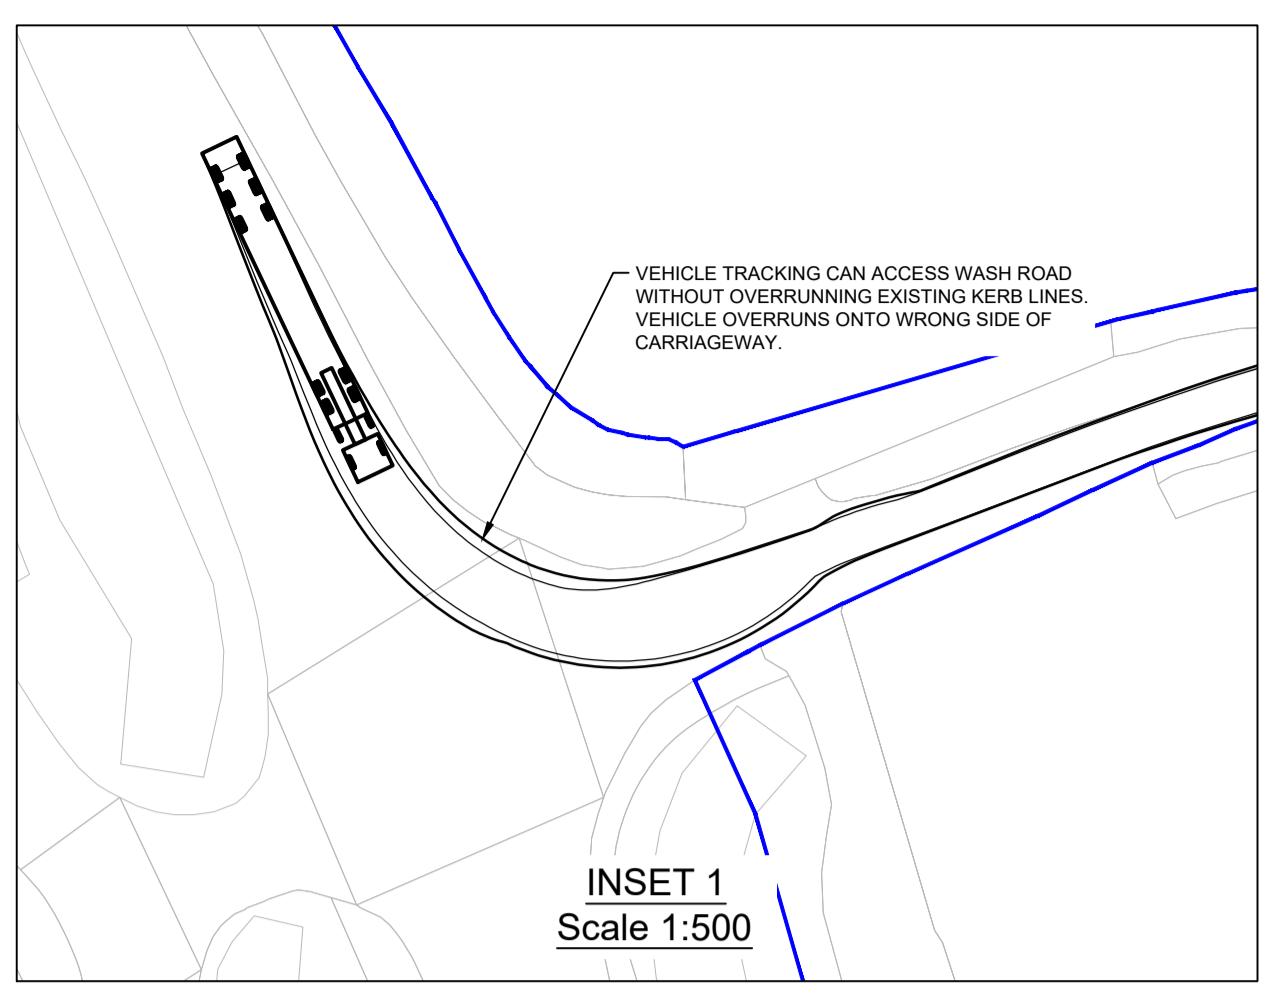 VEHICLE TRACKING CAN ACCESS WASH ROAD
WITHOUT OVERRUNNING EXISTING KERB LINES.
VEHICLE OVERRUNS ONTO WRONG SIDE OF
CARRIAGEWAY.
INSET 1
Scale 1:500